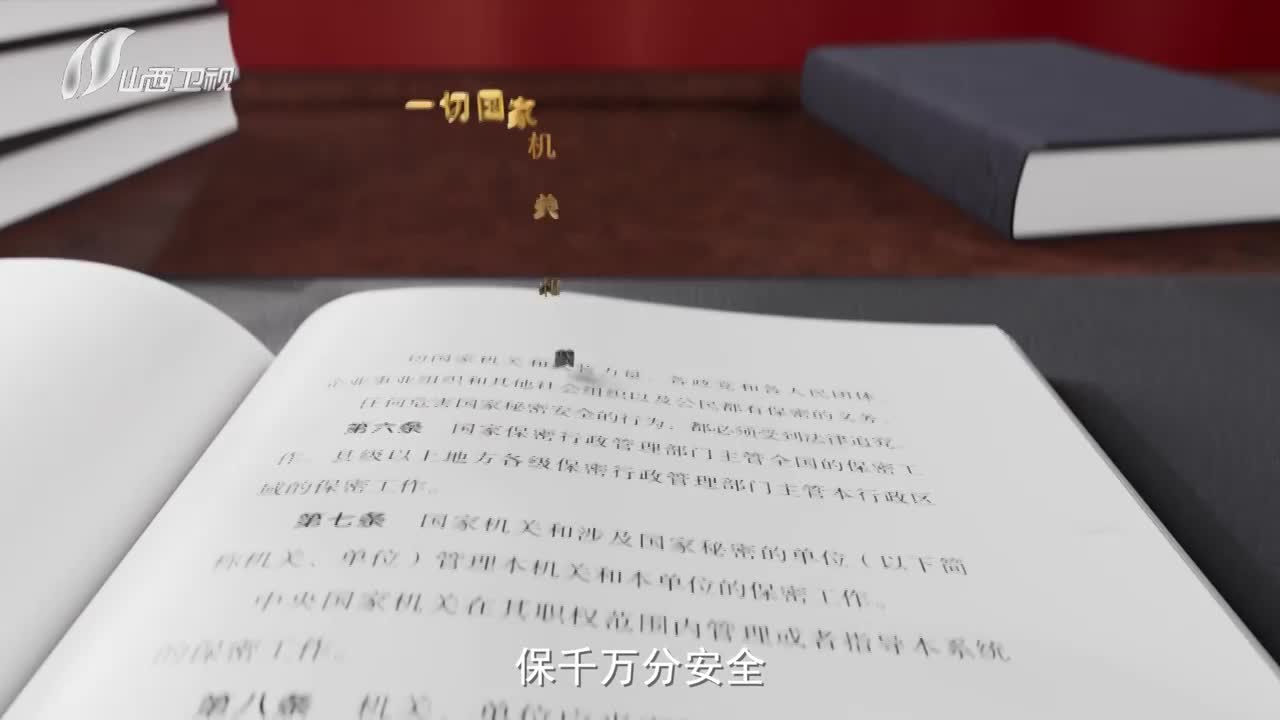 山西卫视
一切国家
机
关
和
的国家机关和
力量、各政党和各人民团体、
企业事业组织和其他社会组织以及公民都有保密的义务。
任何危害国家秘密安全的行为，都必须受到法律追究。
第六条 国家保密行政管理部门主管全国的保密工
作。县级以上地方各级保密行政管理部门主管本行政区
域的保密工作。
第七条 国家机关和涉及国家秘密的单位（以下简
称机关、单位）管理本机关和本单位的保密工作。
中央国家机关在其职权范围内管理或者指导本系统
的保密工作。
第八条 机关、单位应当
保千万分安全